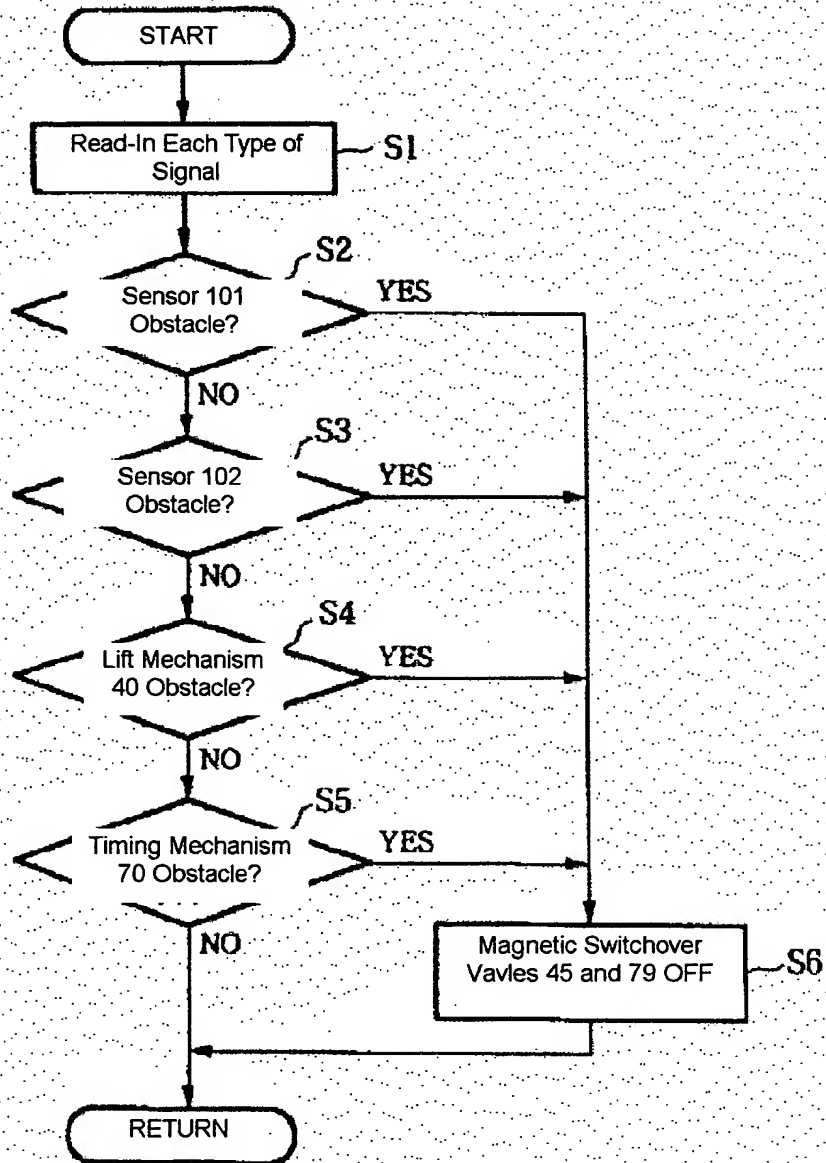 START
Read-In Each Type of
Signal
S1
S2
Sensor 101
Obstacle?
YES
NO
S3
Sensor 102
Obstacle?
YES
NO
S4
Lift Mechanism
40 Obstacle?
YES
NO
S5
Timing Mechanism
70 Obstacle?
YES
NO
Magnetic Switchover
Vavles 45 and 79 OFF
S6
RETURN